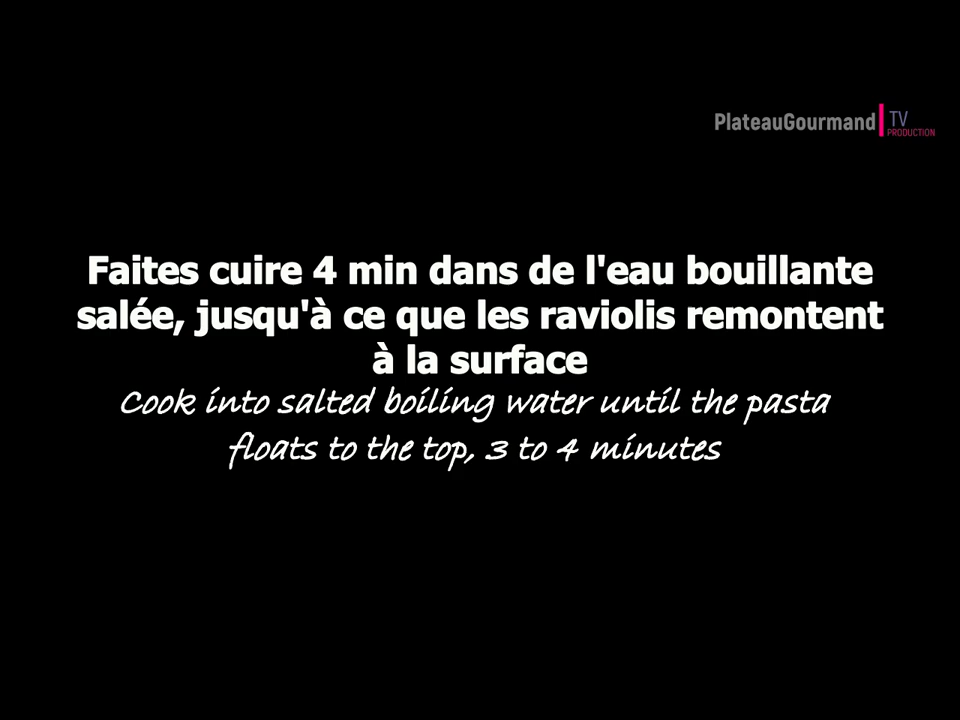 PlateauGourmand TV
PRODUCTION
Faites cuire 4 min dans de l'eau bouillante
salée, jusqu'à ce que les raviolis remontent
à la surface
Cook into salted boiling water until the pasta
floats to the top, 3 to 4 minutes